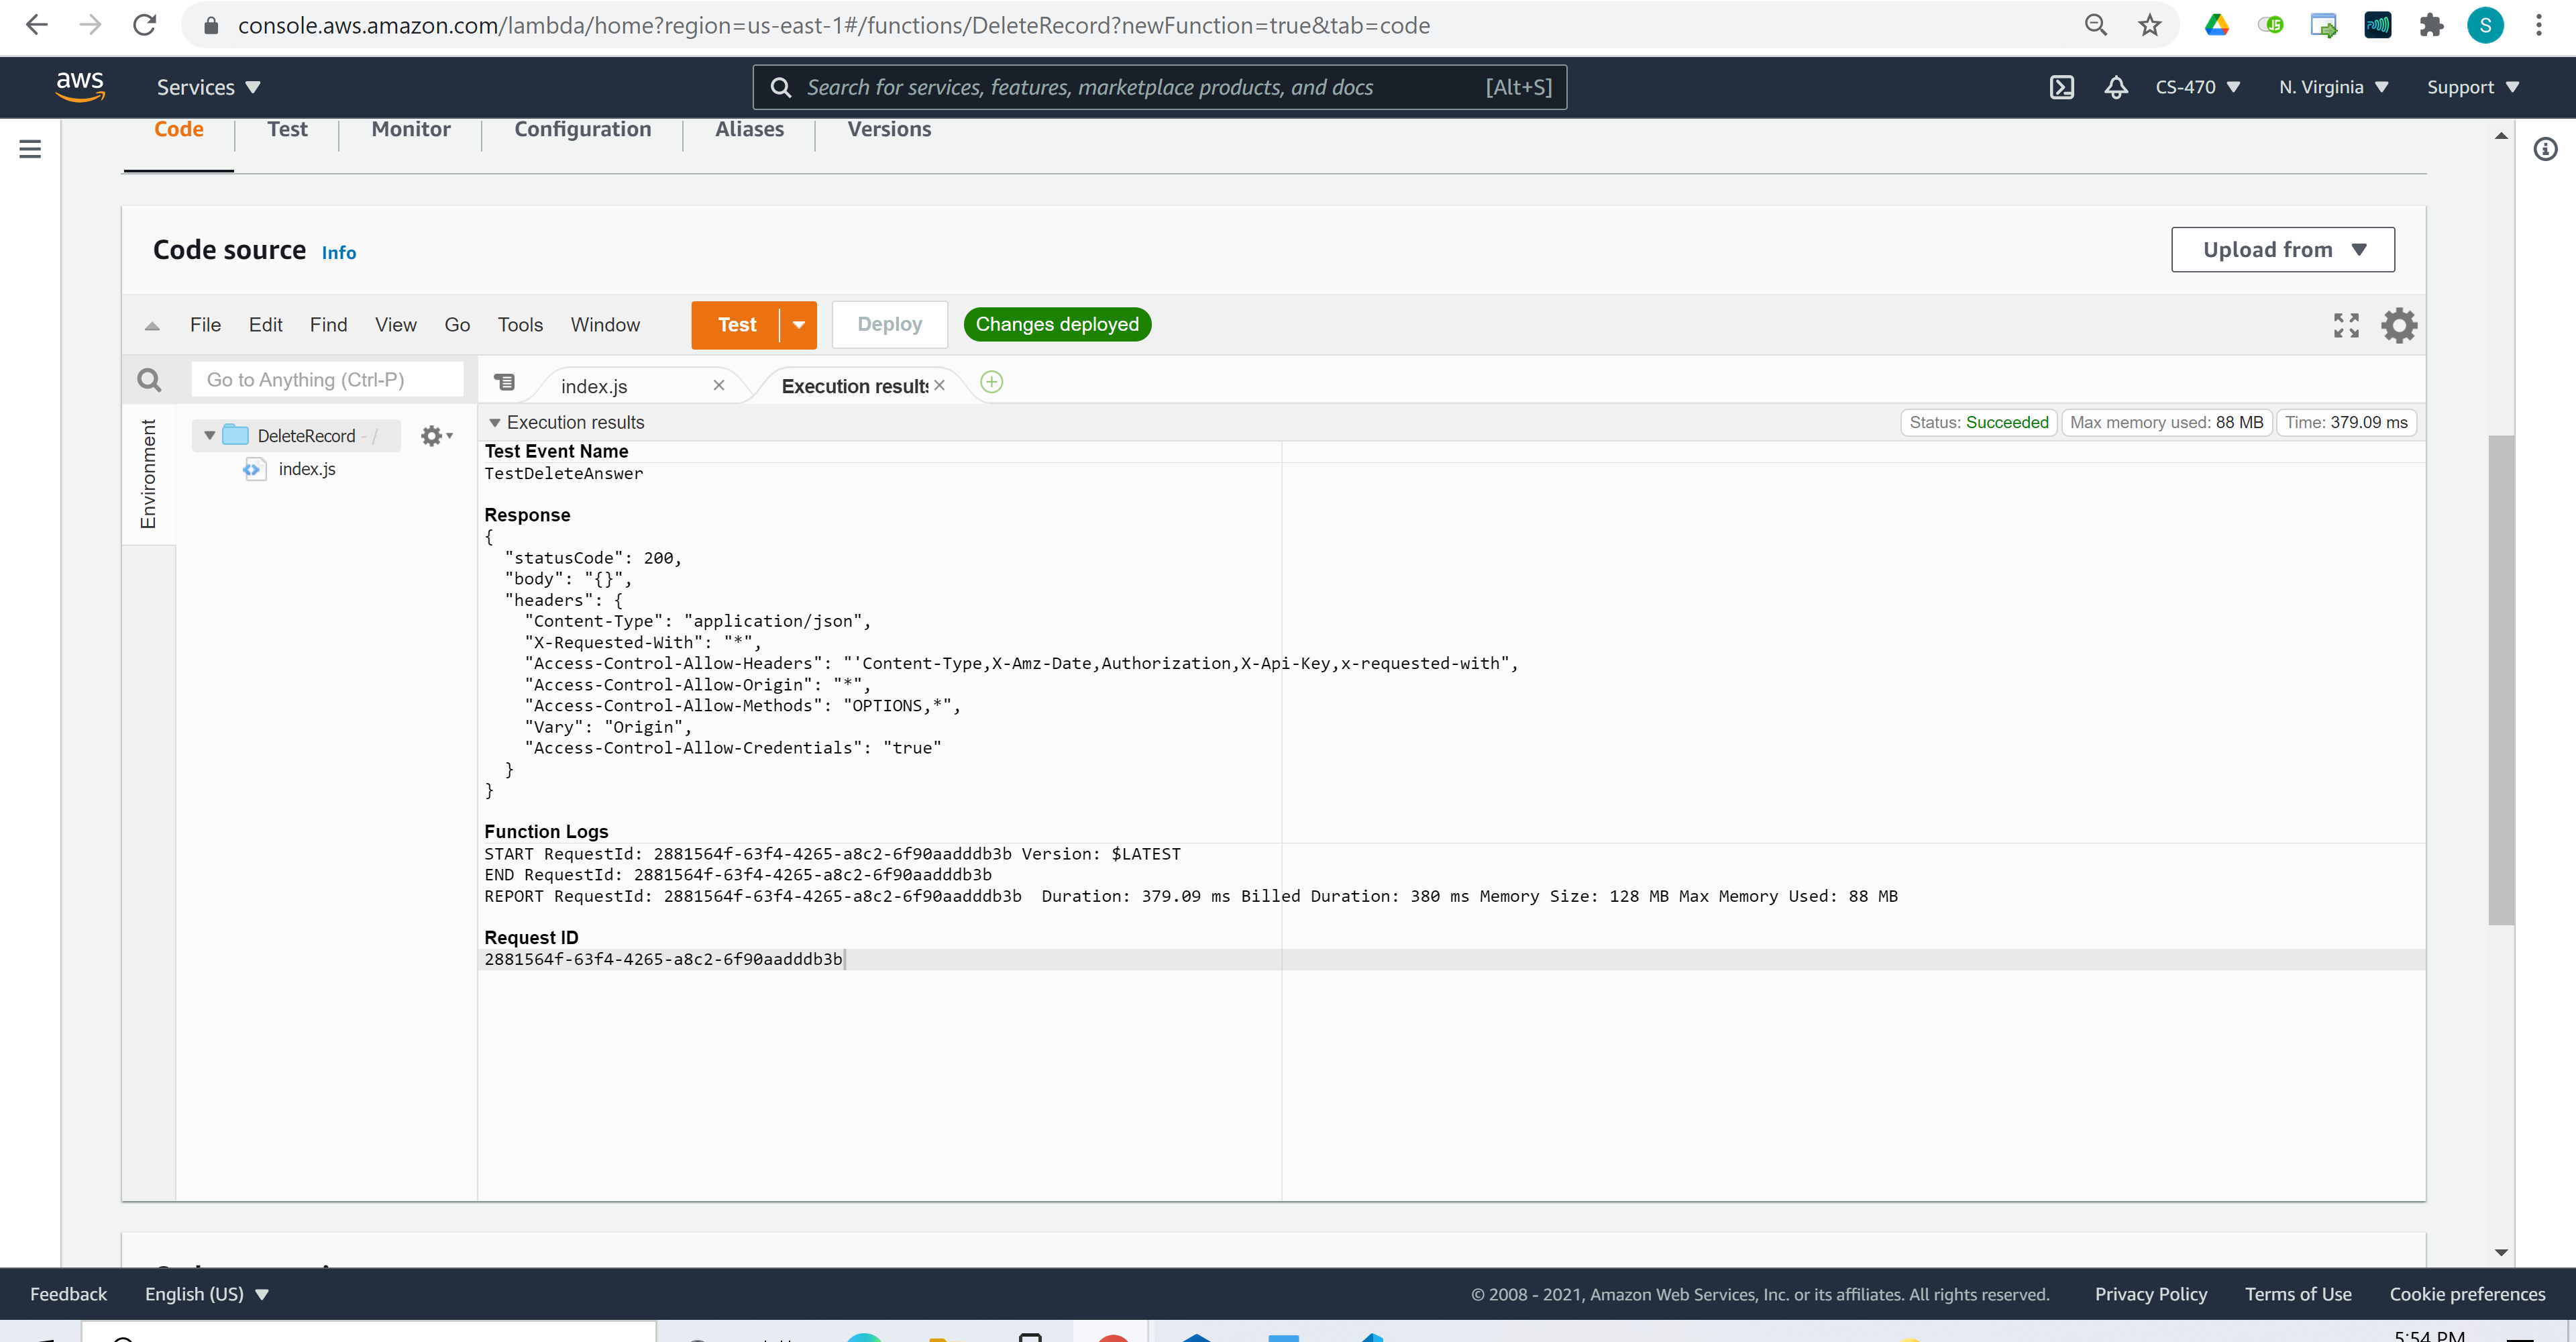 console.aws.amazon.com/lambda/home?region=us-east-1#/functions/DeleteRecord?newFunction=true&tab=code
JS
S
aws Services Search for services, features, marketplace products, and docs [Alt+S] CS-470 N. Virginia Support
Code Test Monitor Configuration Aliases Versions
Code source Info Upload from
File Edit Find View Go Tools Window Test Deploy Changes deployed
Go to Anything (Ctrl-P) index.js Execution results
Environment
DeleteRecord - /
index.js
Execution results Status: Succeeded Max memory used: 88 MB Time: 379.09 ms
Test Event Name
TestDeleteAnswer
Response
{
"statusCode": 200,
"body": "{}",
"headers": {
"Content-Type": "application/json",
"X-Requested-With": "*",
"Access-Control-Allow-Headers": "'Content-Type,X-Amz-Date,Authorization,X-Api-Key,x-requested-with",
"Access-Control-Allow-Origin": "*",
"Access-Control-Allow-Methods": "OPTIONS,*",
"Vary": "Origin",
"Access-Control-Allow-Credentials": "true"
}
}
Function Logs
START RequestId: 2881564f-63f4-4265-a8c2-6f90aadddb3b Version: $LATEST
END RequestId: 2881564f-63f4-4265-a8c2-6f90aadddb3b
REPORT RequestId: 2881564f-63f4-4265-a8c2-6f90aadddb3b Duration: 379.09 ms Billed Duration: 380 ms Memory Size: 128 MB Max Memory Used: 88 MB
Request ID
2881564f-63f4-4265-a8c2-6f90aadddb3b
Feedback English (US) © 2008 - 2021, Amazon Web Services, Inc. or its affiliates. All rights reserved. Privacy Policy Terms of Use Cookie preferences
5:54 PM